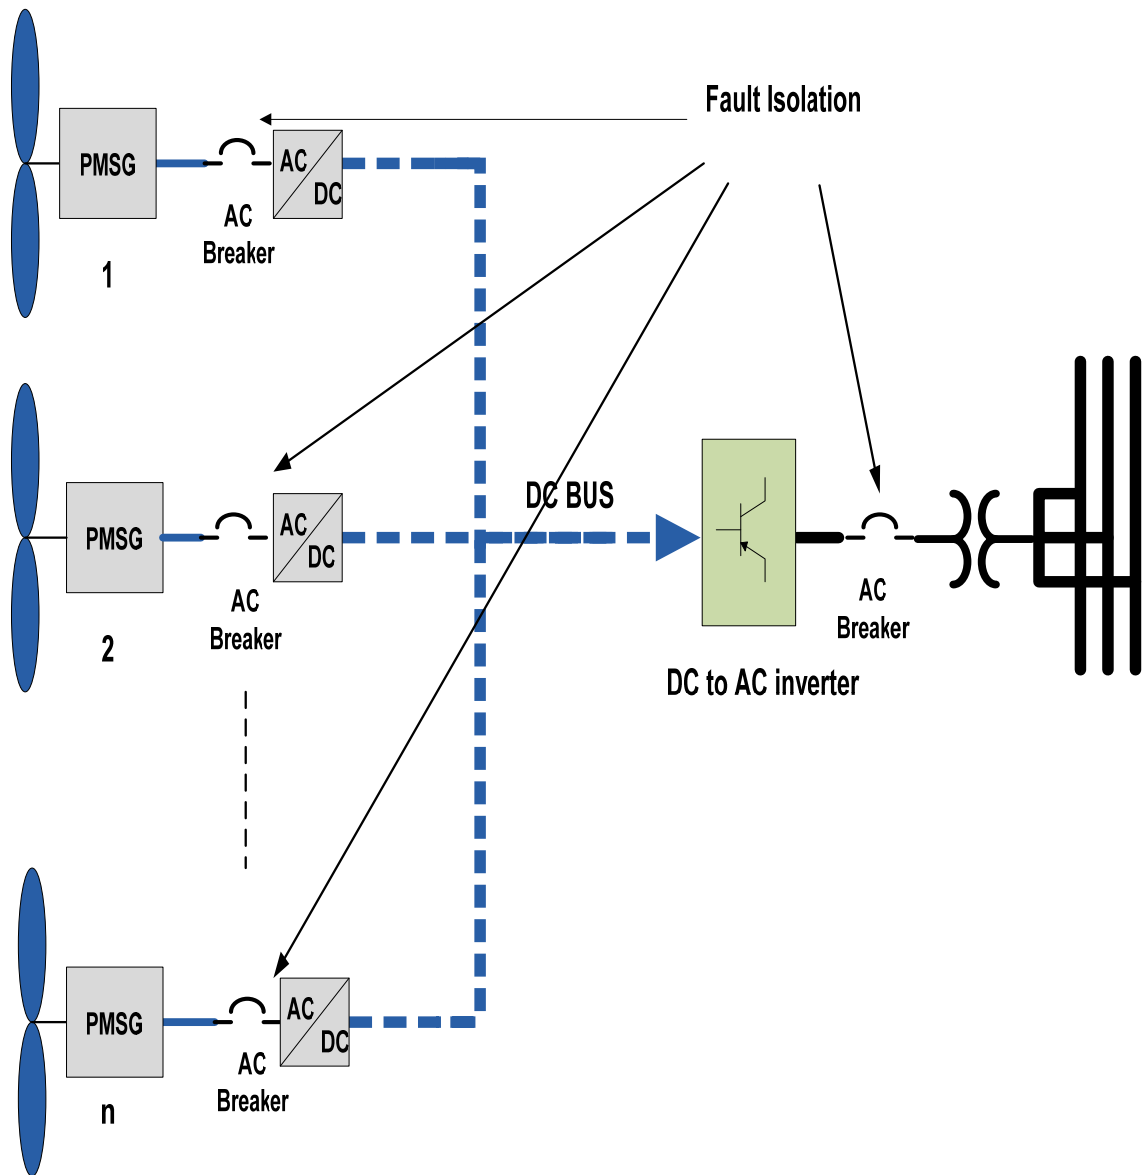 Fault Isolation
PMSG
AC
DC
AC
Breaker
1
PMSG
AC
DC
AC
Breaker
2
DC BUS
AC
Breaker
DC to AC inverter
PMSG
AC
DC
AC
Breaker
n